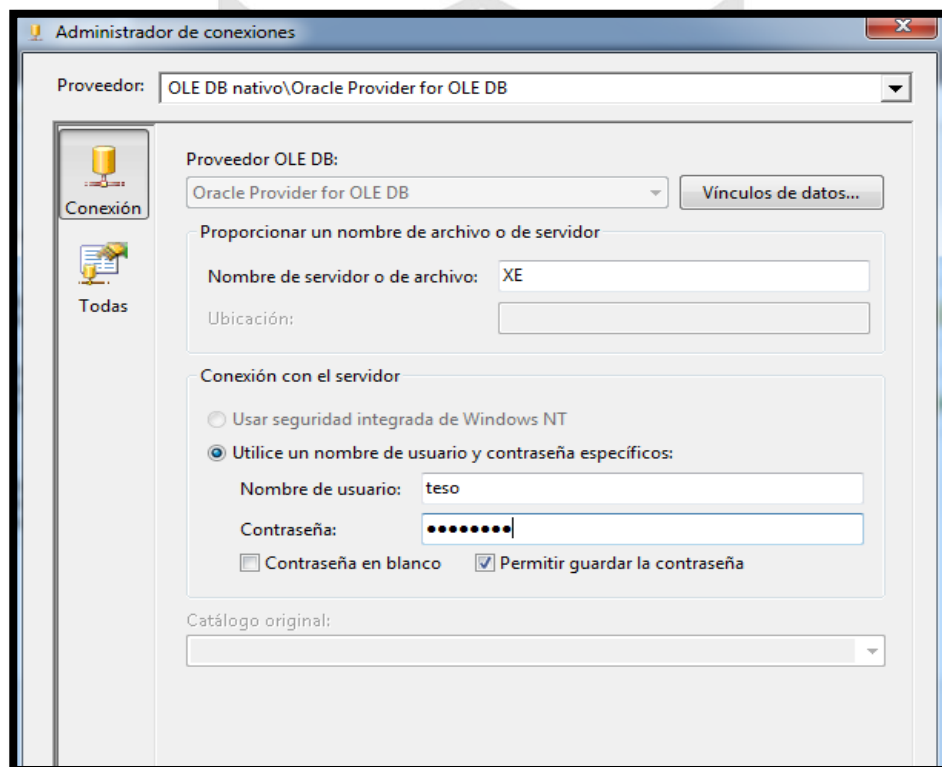 Administrador de conexiones
Proveedor: OLE DB nativo\Oracle Provider for OLE DB
Conexión
Todas
Proveedor OLE DB:
Oracle Provider for OLE DB Vínculos de datos...
Proporcionar un nombre de archivo o de servidor
Nombre de servidor o de archivo: XE
Ubicación:
Conexión con el servidor
Usar seguridad integrada de Windows NT
Utilice un nombre de usuario y contraseña específicos:
Nombre de usuario: teso
Contraseña: ●●●●●●●●
Contraseña en blanco Permitir guardar la contraseña
Catálogo original: